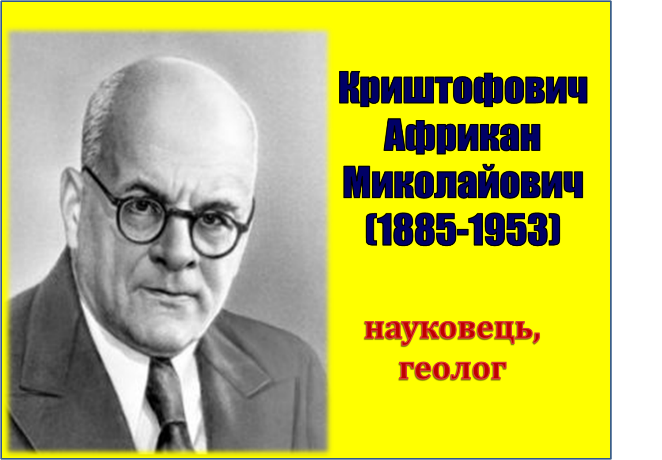 Криштофович
Африкан
Миколайович
(1885-1953)
науковець,
геолог